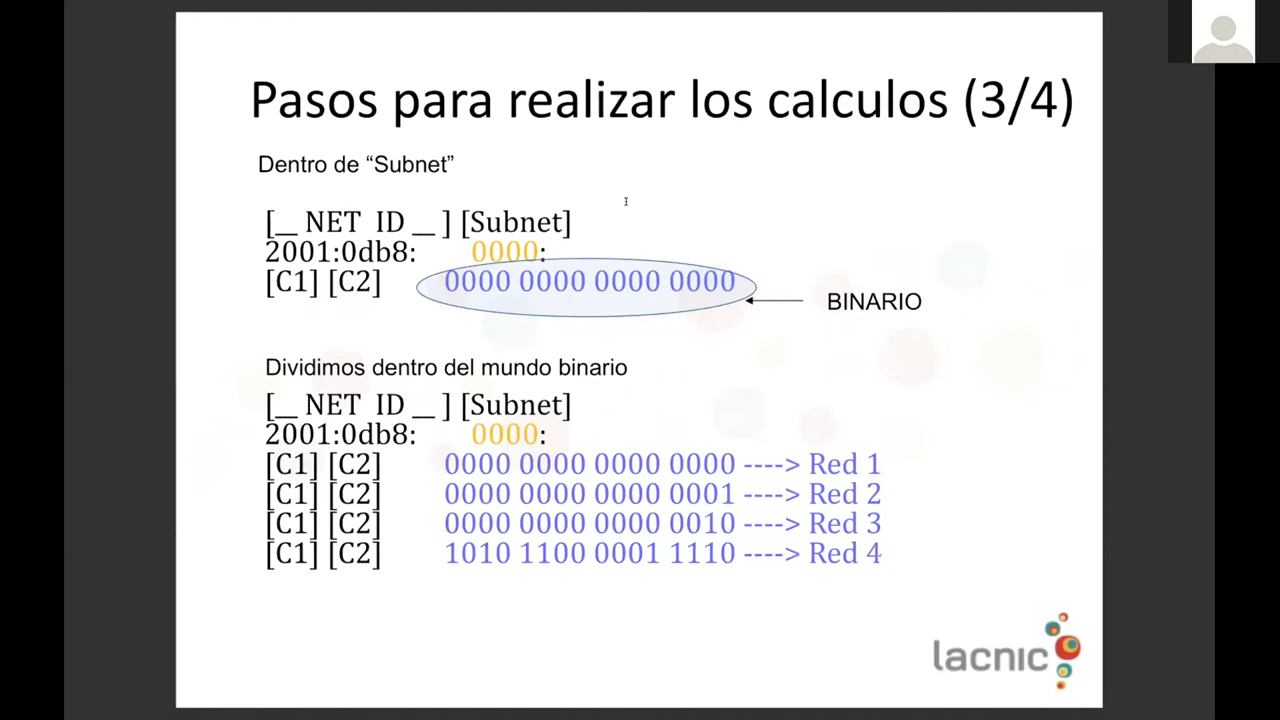 Pasos para realizar los calculos (3/4)
Dentro de “Subnet”
[__ NET ID __ ] [Subnet]
2001:0db8: 0000:
[C1] [C2] 0000 0000 0000 0000
BINARIO
Dividimos dentro del mundo binario
[__ NET ID __ ] [Subnet]
2001:0db8: 0000:
[C1] [C2] 0000 0000 0000 0000 ----> Red 1
[C1] [C2] 0000 0000 0000 0001 ----> Red 2
[C1] [C2] 0000 0000 0000 0010 ----> Red 3
[C1] [C2] 1010 1100 0001 1110 ----> Red 4
lacnic